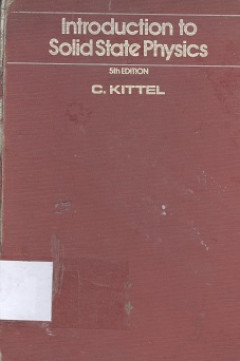 Introduction to
Solid State Physics
5th EDITION
C. KITTEL